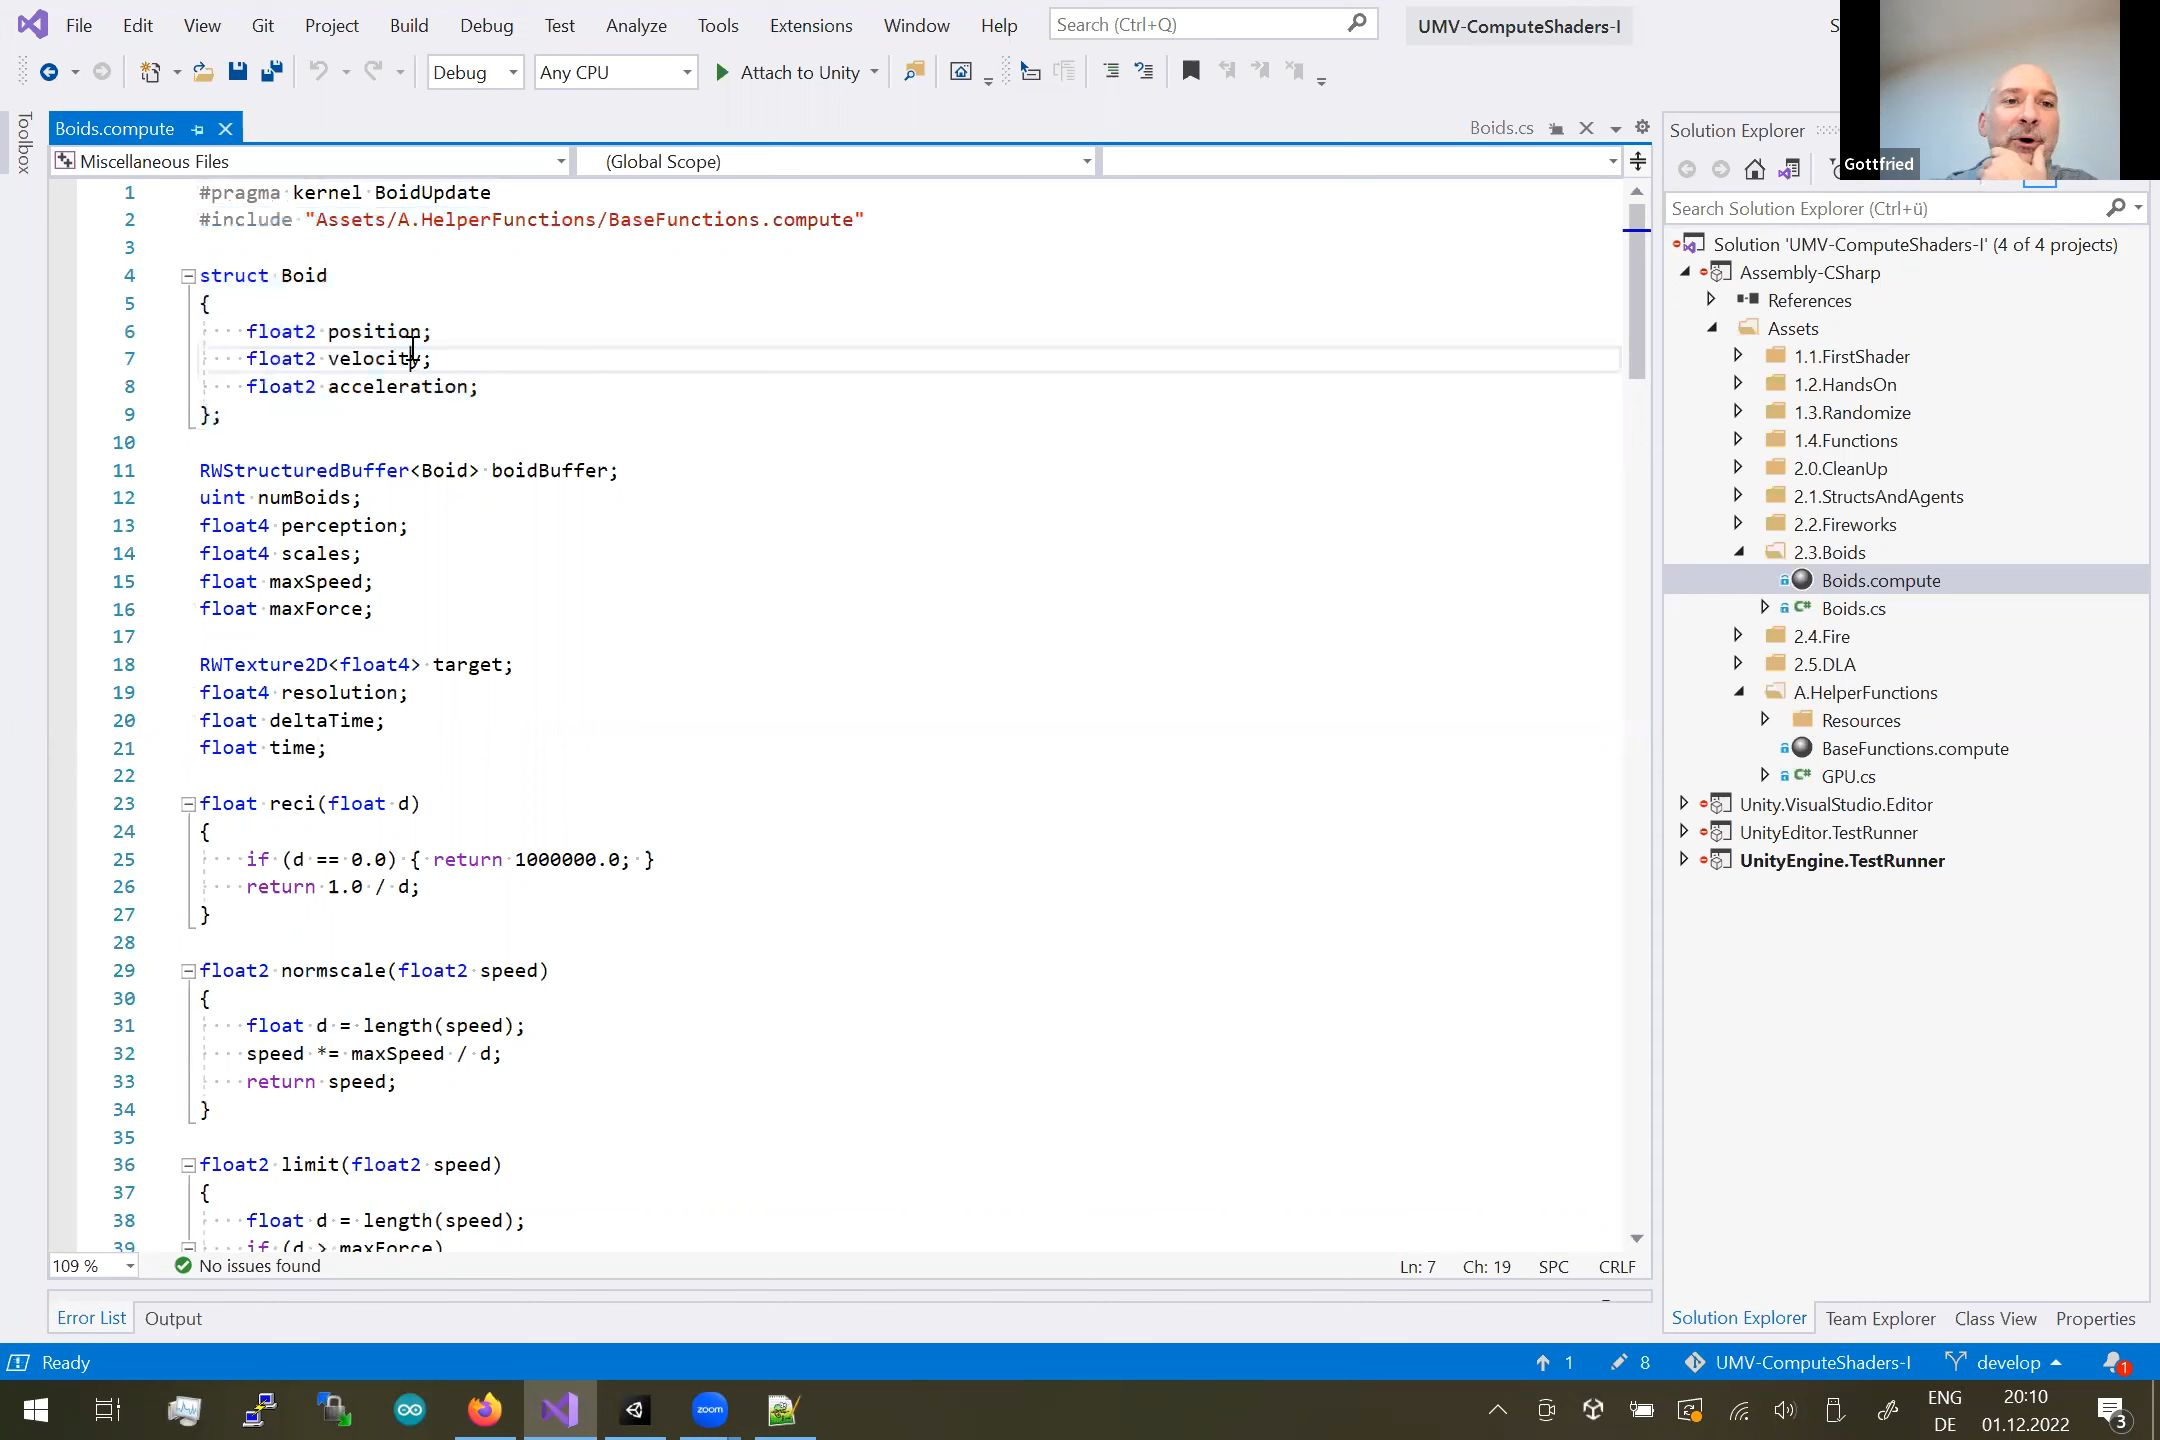 File Edit View Git Project Build Debug Test Analyze Tools Extensions Window Help Search (Ctrl+Q) UMV-ComputeShaders-I S
Debug Any CPU Attach to Unity
Gottfried
Toolbox
Boids.compute Boids.cs
Miscellaneous Files (Global Scope)
1 #pragma kernel BoidUpdate
2 #include "Assets/A.HelperFunctions/BaseFunctions.compute"
3
4 struct Boid
5 {
6 float2 position;
7 float2 velocity;
8 float2 acceleration;
9 };
10
11 RWStructuredBuffer<Boid> boidBuffer;
12 uint numBoids;
13 float4 perception;
14 float4 scales;
15 float maxSpeed;
16 float maxForce;
17
18 RWTexture2D<float4> target;
19 float4 resolution;
20 float deltaTime;
21 float time;
22
23 float reci(float d)
24 {
25 if (d == 0.0) { return 1000000.0; }
26 return 1.0 / d;
27 }
28
29 float2 normscale(float2 speed)
30 {
31 float d = length(speed);
32 speed *= maxSpeed / d;
33 return speed;
34 }
35
36 float2 limit(float2 speed)
37 {
38 float d = length(speed);
39 if (d > maxForce)
109 % No issues found Ln: 7 Ch: 19 SPC CRLF
Error List Output
Solution Explorer
Search Solution Explorer (Ctrl+ü)
Solution 'UMV-ComputeShaders-I' (4 of 4 projects)
Assembly-CSharp
References
Assets
1.1.FirstShader
1.2.HandsOn
1.3.Randomize
1.4.Functions
2.0.CleanUp
2.1.StructsAndAgents
2.2.Fireworks
2.3.Boids
Boids.compute
C# Boids.cs
2.4.Fire
2.5.DLA
A.HelperFunctions
Resources
BaseFunctions.compute
C# GPU.cs
Unity.VisualStudio.Editor
UnityEditor.TestRunner
UnityEngine.TestRunner
Solution Explorer Team Explorer Class View Properties
Ready 1 8 UMV-ComputeShaders-I develop 1
zoom
ENG 20:10
DE 01.12.2022 3